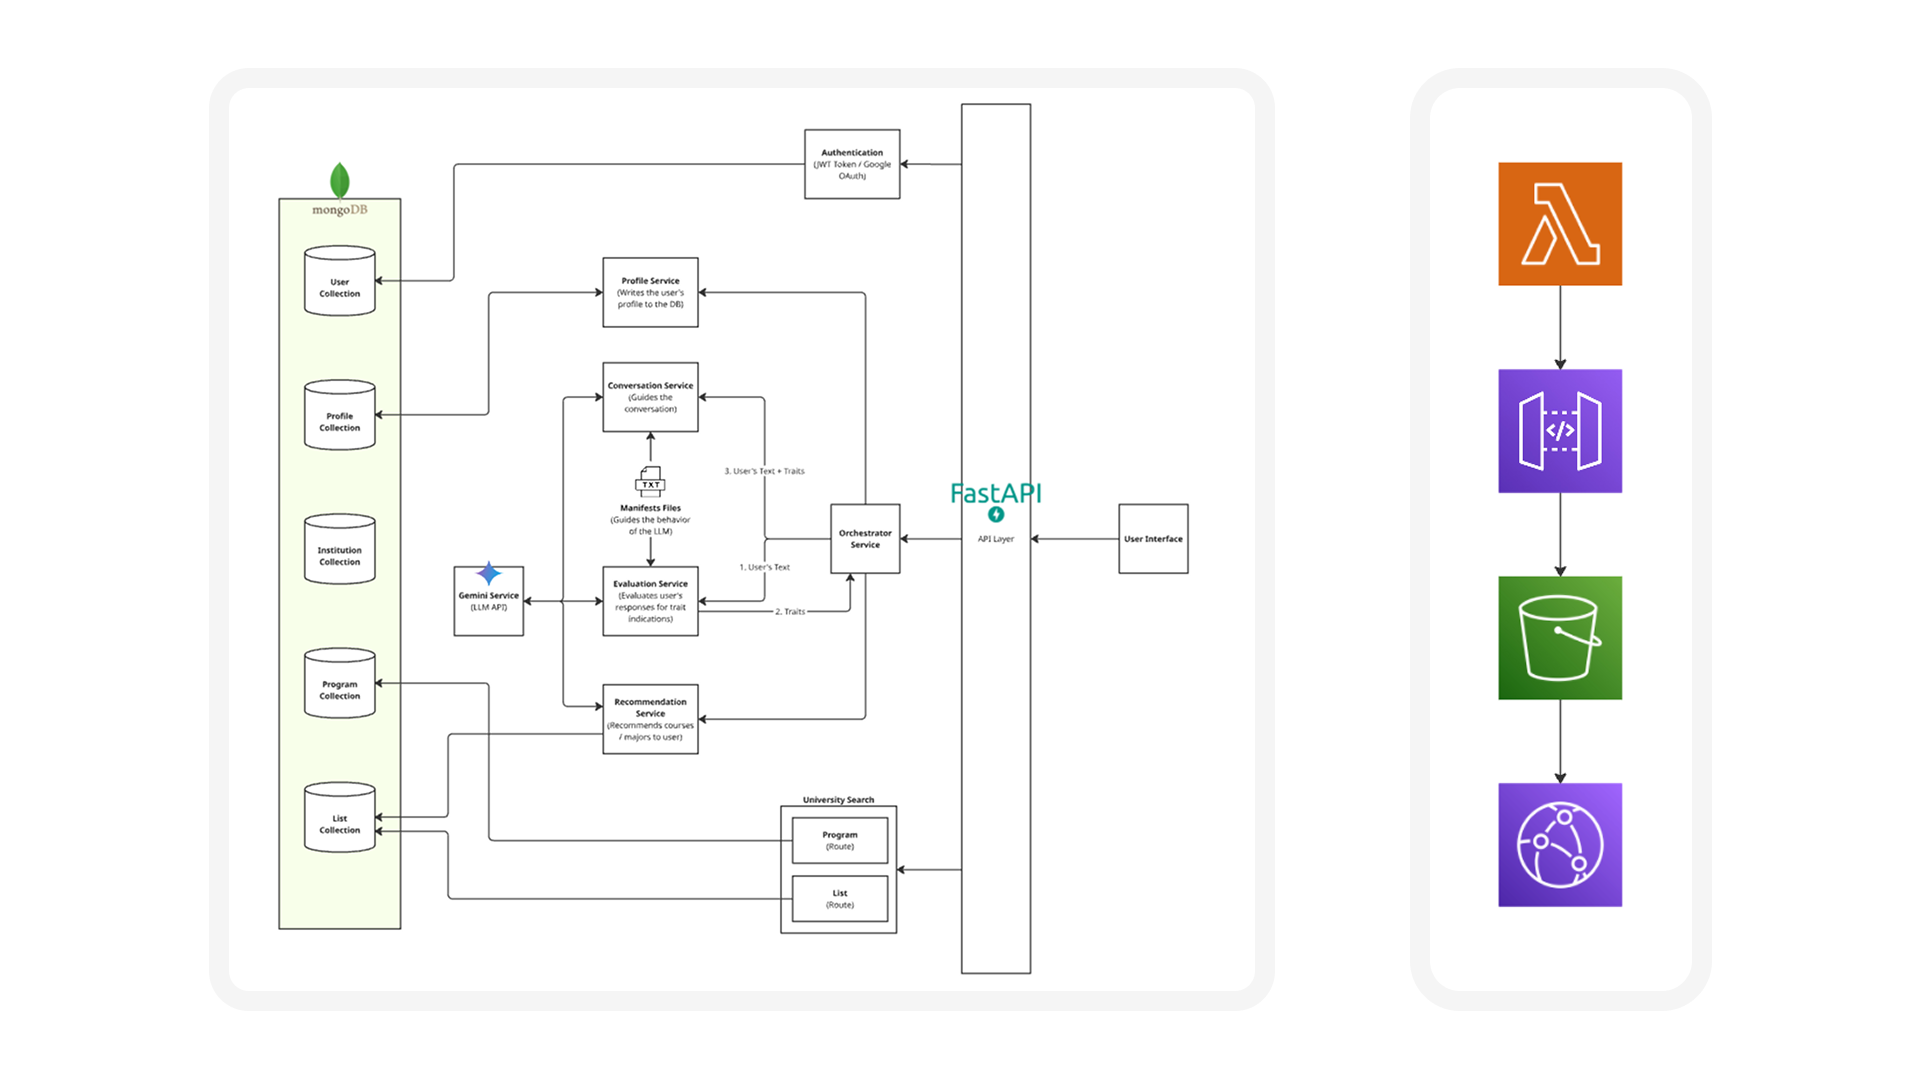 Authentication
(JWT Token / Google
OAuth)
mongoDB
User
Collection
Profile Service
(Writes the user's
profile to the DB)
Conversation Service
(Guides the
conversation)
Profile
Collection
3. User's Text + Traits
TXT
Manifests Files
(Guides the behavior
of the LLM)
FastAPI
API Layer
Orchestrator
Service
User Interface
Institution
Collection
1. User's Text
Gemini Service
(LLM API)
Evaluation Service
(Evaluates user's
responses for trait
indications)
2. Traits
Program
Collection
Recommendation
Service
(Recommends courses
/ majors to user)
University Search
List
Collection
Program
(Route)
List
(Route)
</>